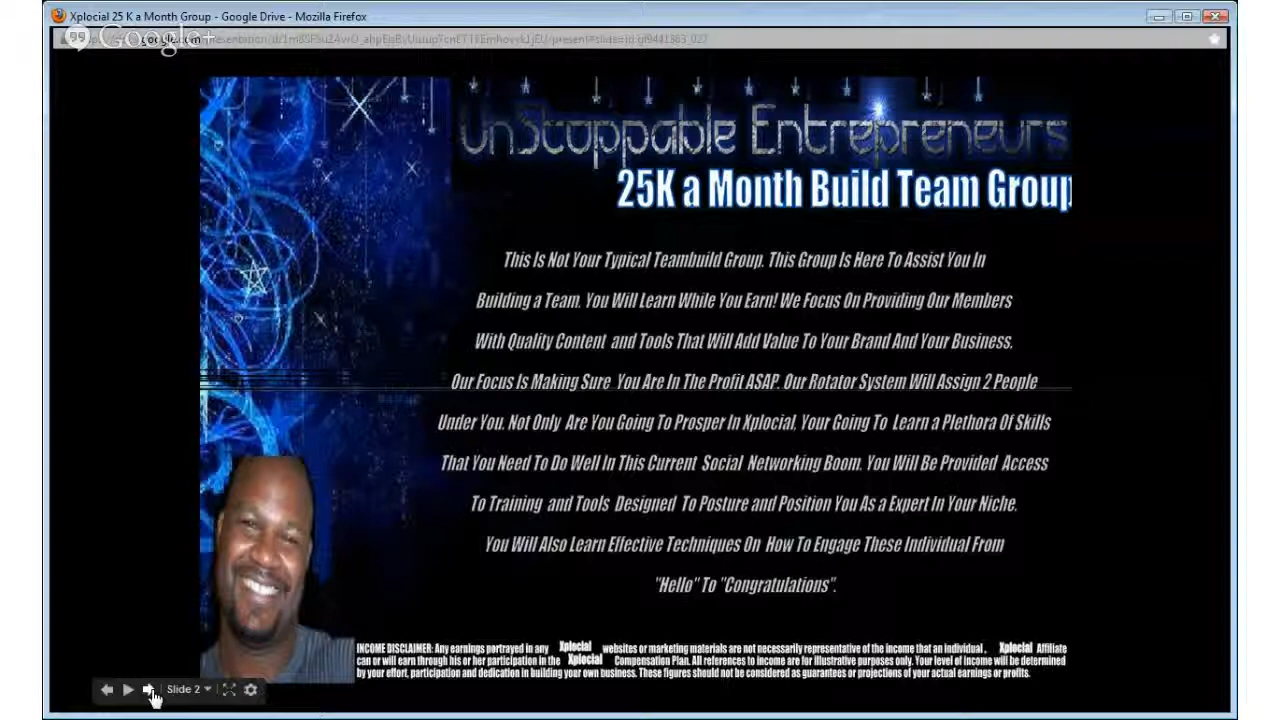 Xplocial 25 K a Month Group - Google Drive - Mozilla Firefox
Google+
UnStoppable Entrepreneurs
25K a Month Build Team Group
This Is Not Your Typical Teambuild Group. This Group Is Here To Assist You In
Building a Team. You Will Learn While You Earn! We Focus On Providing Our Members
With Quality Content and Tools That Will Add Value To Your Brand And Your Business.
Our Focus Is Making Sure You Are In The Profit ASAP. Our Rotator System Will Assign 2 People
Under You. Not Only Are You Going To Prosper In Xplocial, Your Going To Learn a Plethora Of Skills
That You Need To Do Well In This Current Social Networking Boom. You Will Be Provided Access
To Training and Tools Designed To Posture and Position You As a Expert In Your Niche.
You Will Also Learn Effective Techniques On How To Engage These Individual From
"Hello" To "Congratulations".
INCOME DISCLAIMER: Any earnings portrayed in any Xplocial websites or marketing materials are not necessarily representative of the income that an individual , Xplocial Affiliate
can or will earn through his or her participation in the Xplocial Compensation Plan. All references to income are for illustrative purposes only. Your level of income will be determined
by your effort, participation and dedication in building your own business. These figures should not be considered as guarantees or projections of your actual earnings or profits.
Slide 2